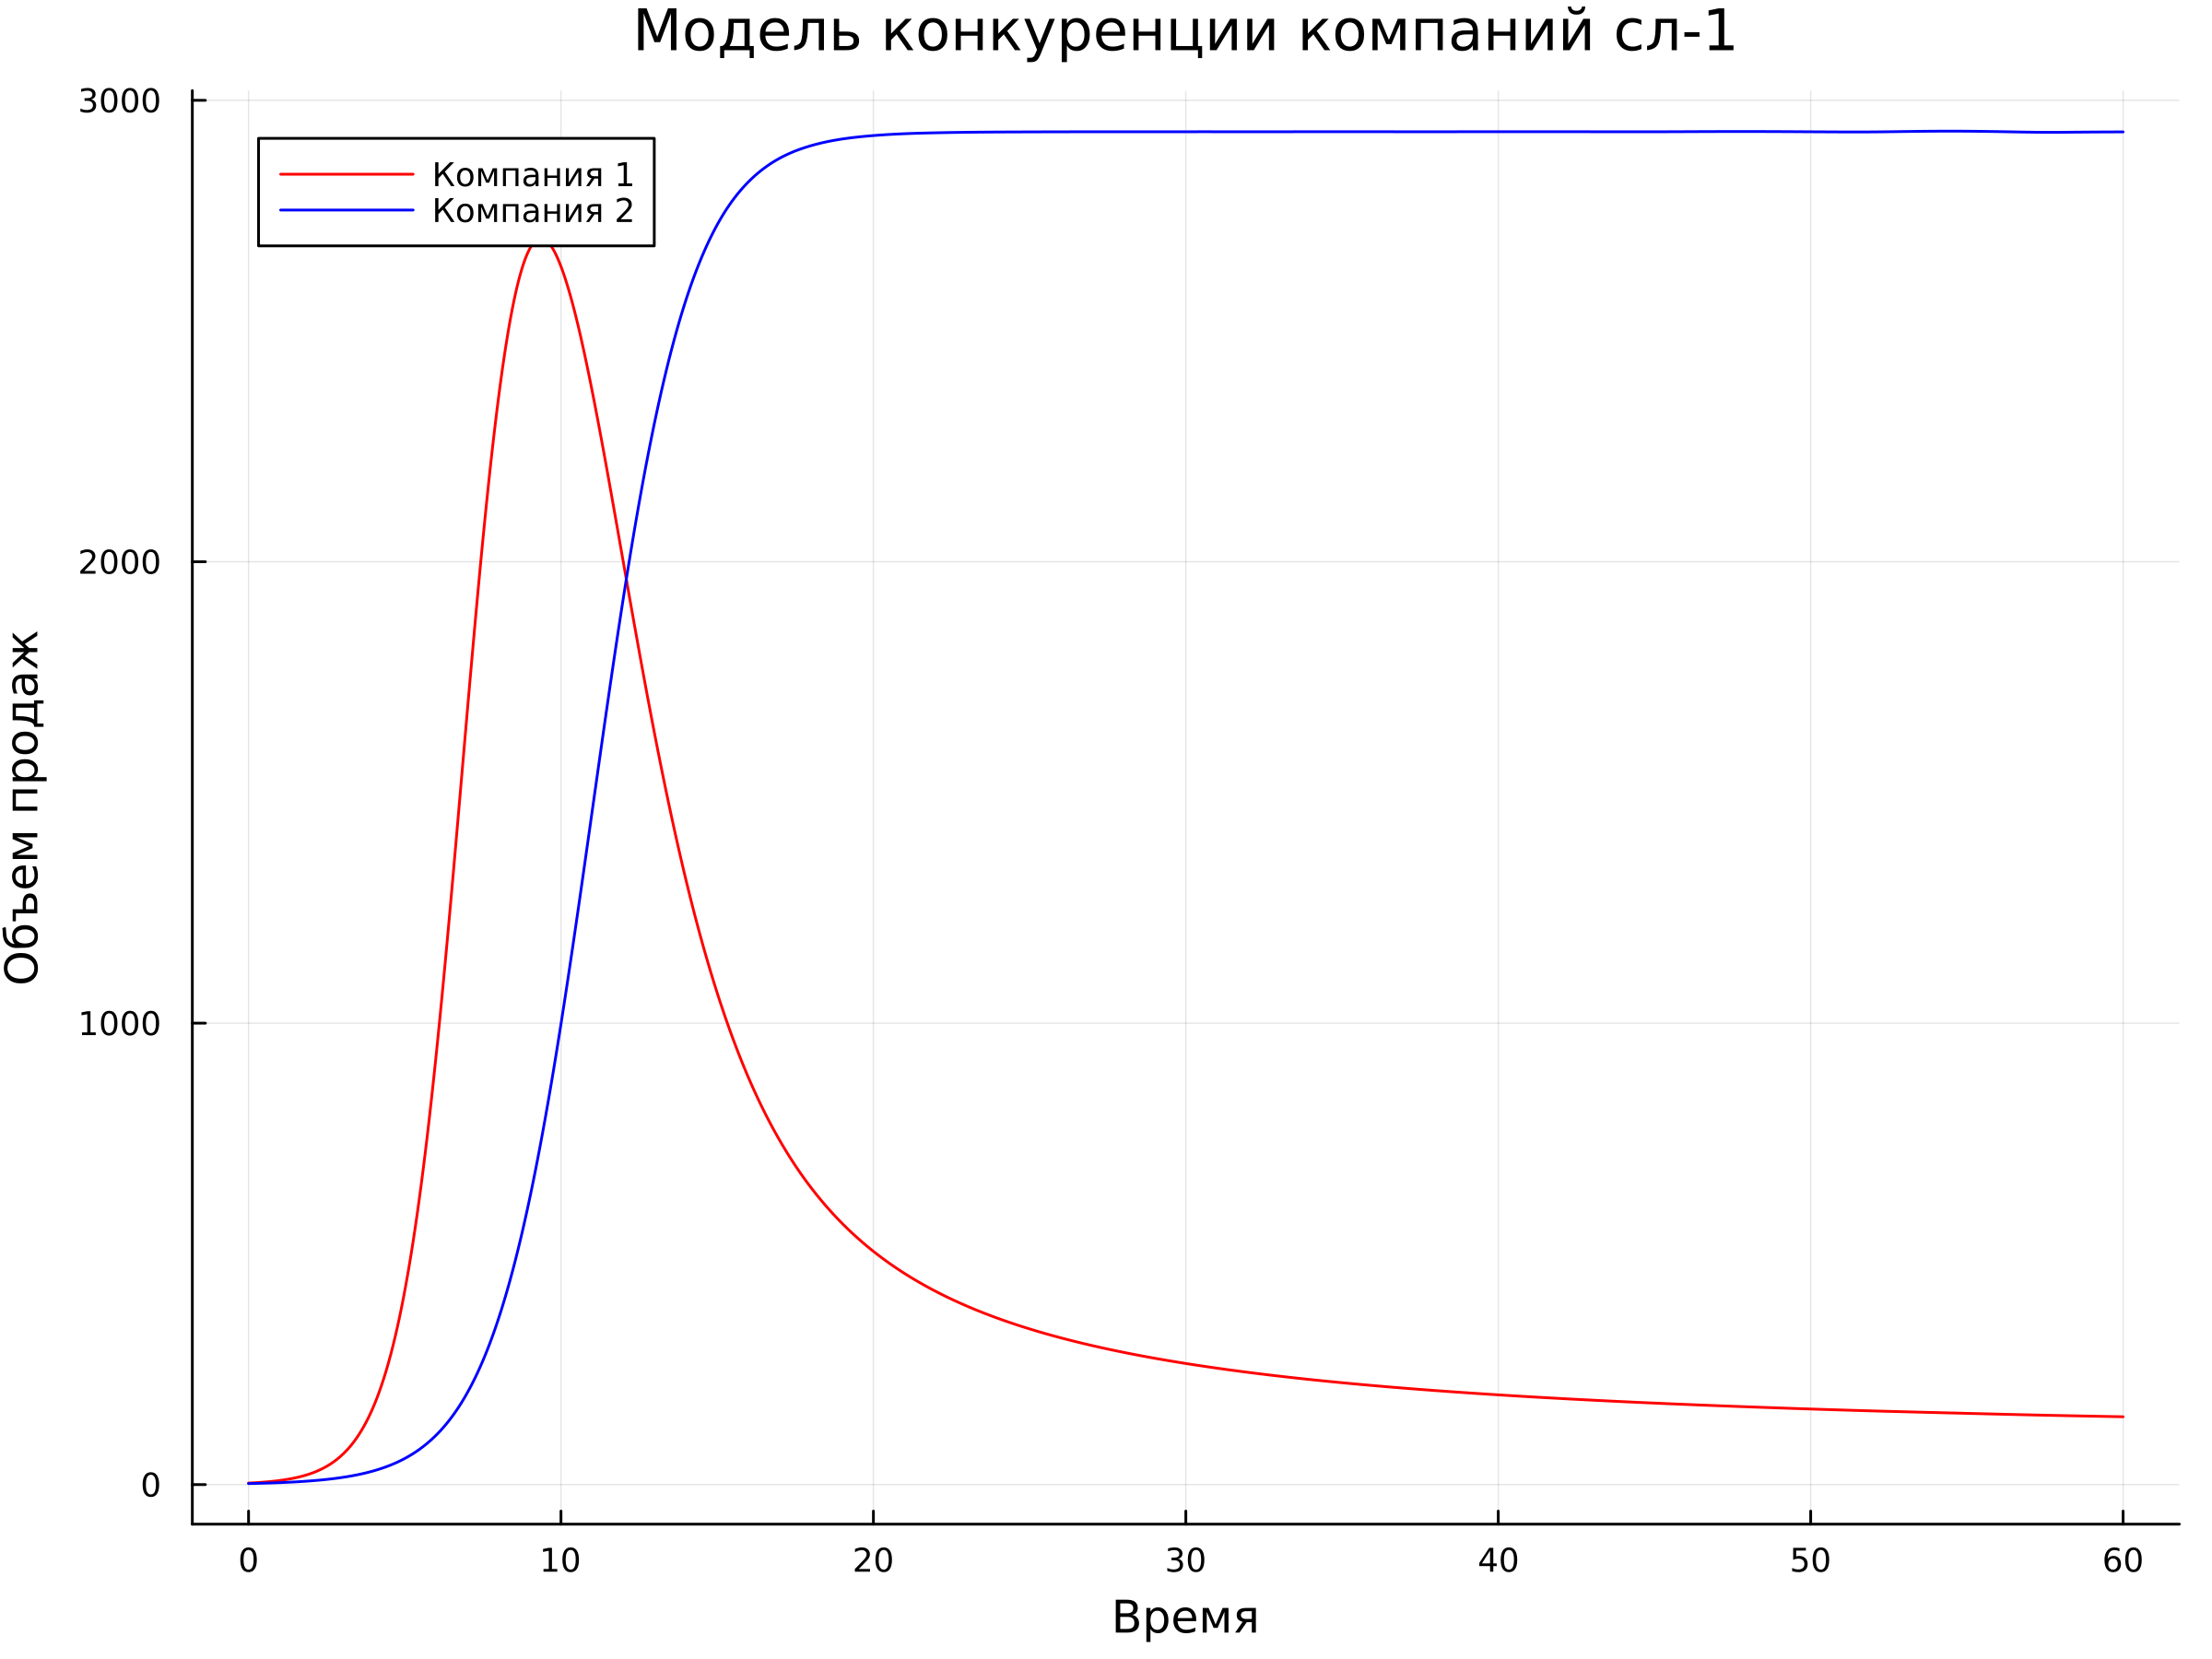 Модель конкуренции компаний сл-1
3000
Компания 1
Компания 2
2000
Объем продаж
1000
0
0 10 20 30 40 50 60
Время